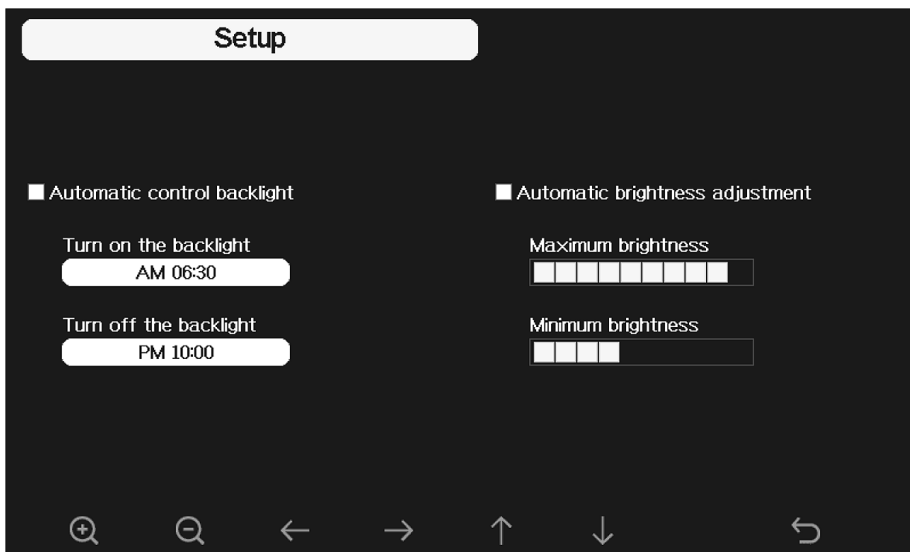 Setup
Automatic control backlight
Turn on the backlight
AM 06:30
Turn off the backlight
PM 10:00
Automatic brightness adjustment
Maximum brightness
Minimum brightness